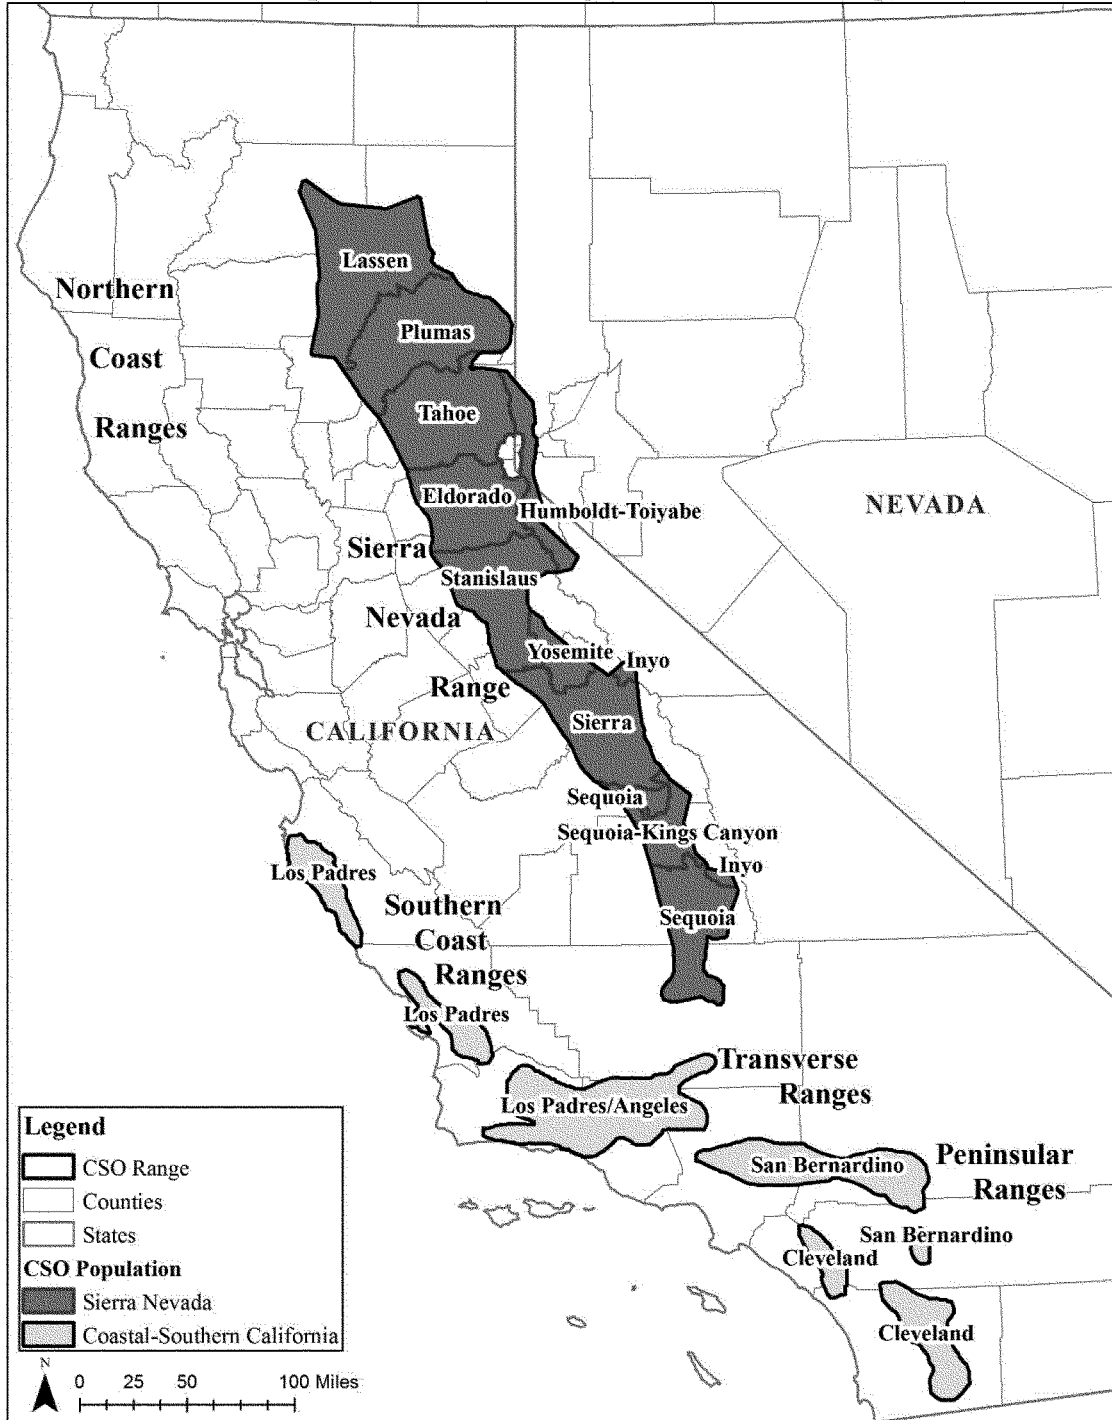 Lassen
Northern
Plumas
Coast
Tahoe
Ranges
Eldorado
Humboldt-Toiyabe
NEVADA
Sierra
Stanislaus
Nevada
Yosemite
Inyo
Range
Sierra
CALIFORNIA
Sequoia
Sequoia-Kings Canyon
Inyo
Los Padres
Southern
Sequoia
Coast
Ranges
Los Padres
Transverse
Ranges
Los Padres/Angeles
San Bernardino
Peninsular
Ranges
San Bernardino
Cleveland
Cleveland
Legend
CSO Range
Counties
States
CSO Population
Sierra Nevada
Coastal-Southern California
N
0 25 50 100 Miles